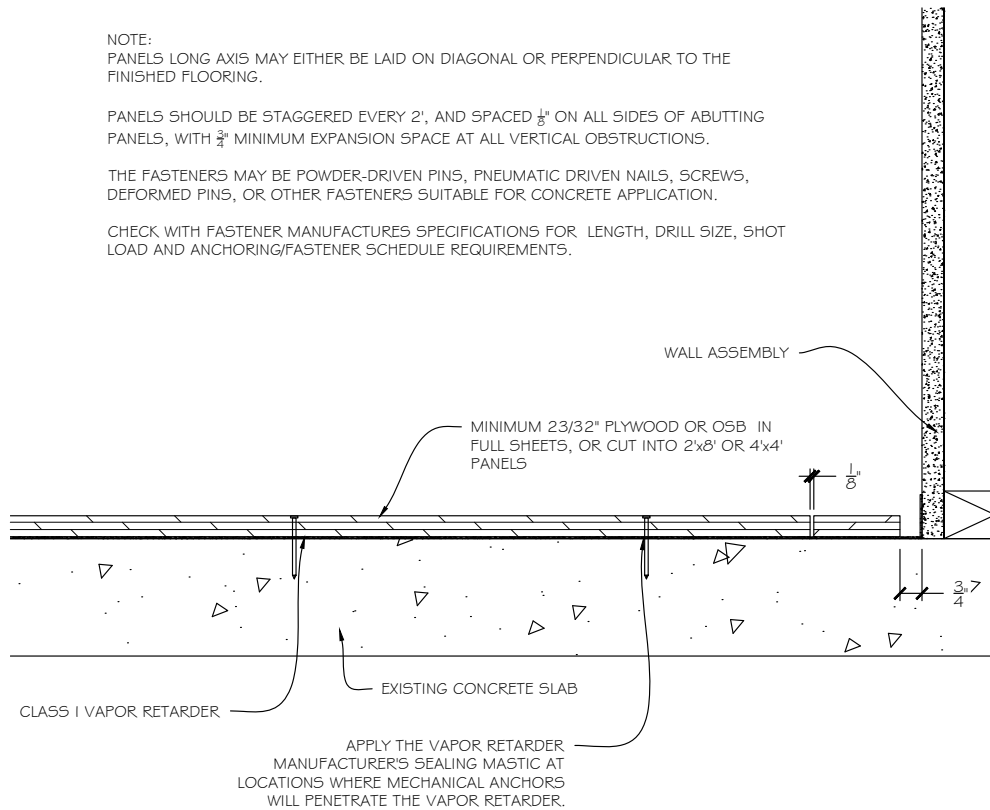 NOTE:
PANELS LONG AXIS MAY EITHER BE LAID ON DIAGONAL OR PERPENDICULAR TO THE
FINISHED FLOORING.
PANELS SHOULD BE STAGGERED EVERY 2', AND SPACED 1/8" ON ALL SIDES OF ABUTTING
PANELS, WITH 3/4" MINIMUM EXPANSION SPACE AT ALL VERTICAL OBSTRUCTIONS.
THE FASTENERS MAY BE POWDER-DRIVEN PINS, PNEUMATIC DRIVEN NAILS, SCREWS,
DEFORMED PINS, OR OTHER FASTENERS SUITABLE FOR CONCRETE APPLICATION.
CHECK WITH FASTENER MANUFACTURES SPECIFICATIONS FOR LENGTH, DRILL SIZE, SHOT
LOAD AND ANCHORING/FASTENER SCHEDULE REQUIREMENTS.
WALL ASSEMBLY
MINIMUM 23/32" PLYWOOD OR OSB IN
FULL SHEETS, OR CUT INTO 2'x8' OR 4'x4'
PANELS
1/8"
3/4"
EXISTING CONCRETE SLAB
CLASS I VAPOR RETARDER
APPLY THE VAPOR RETARDER
MANUFACTURER'S SEALING MASTIC AT
LOCATIONS WHERE MECHANICAL ANCHORS
WILL PENETRATE THE VAPOR RETARDER.